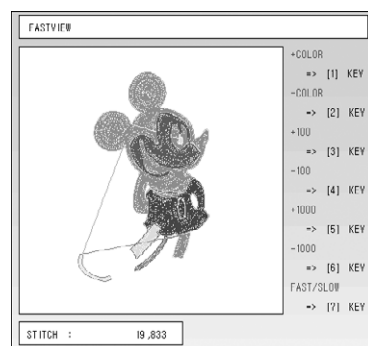 FASTVIEW
+COLOR
=> [1] KEY
-COLOR
=> [2] KEY
+100
=> [3] KEY
-100
=> [4] KEY
+1000
=> [5] KEY
-1000
=> [6] KEY
FAST/SLOW
=> [7] KEY
STITCH : 19,833